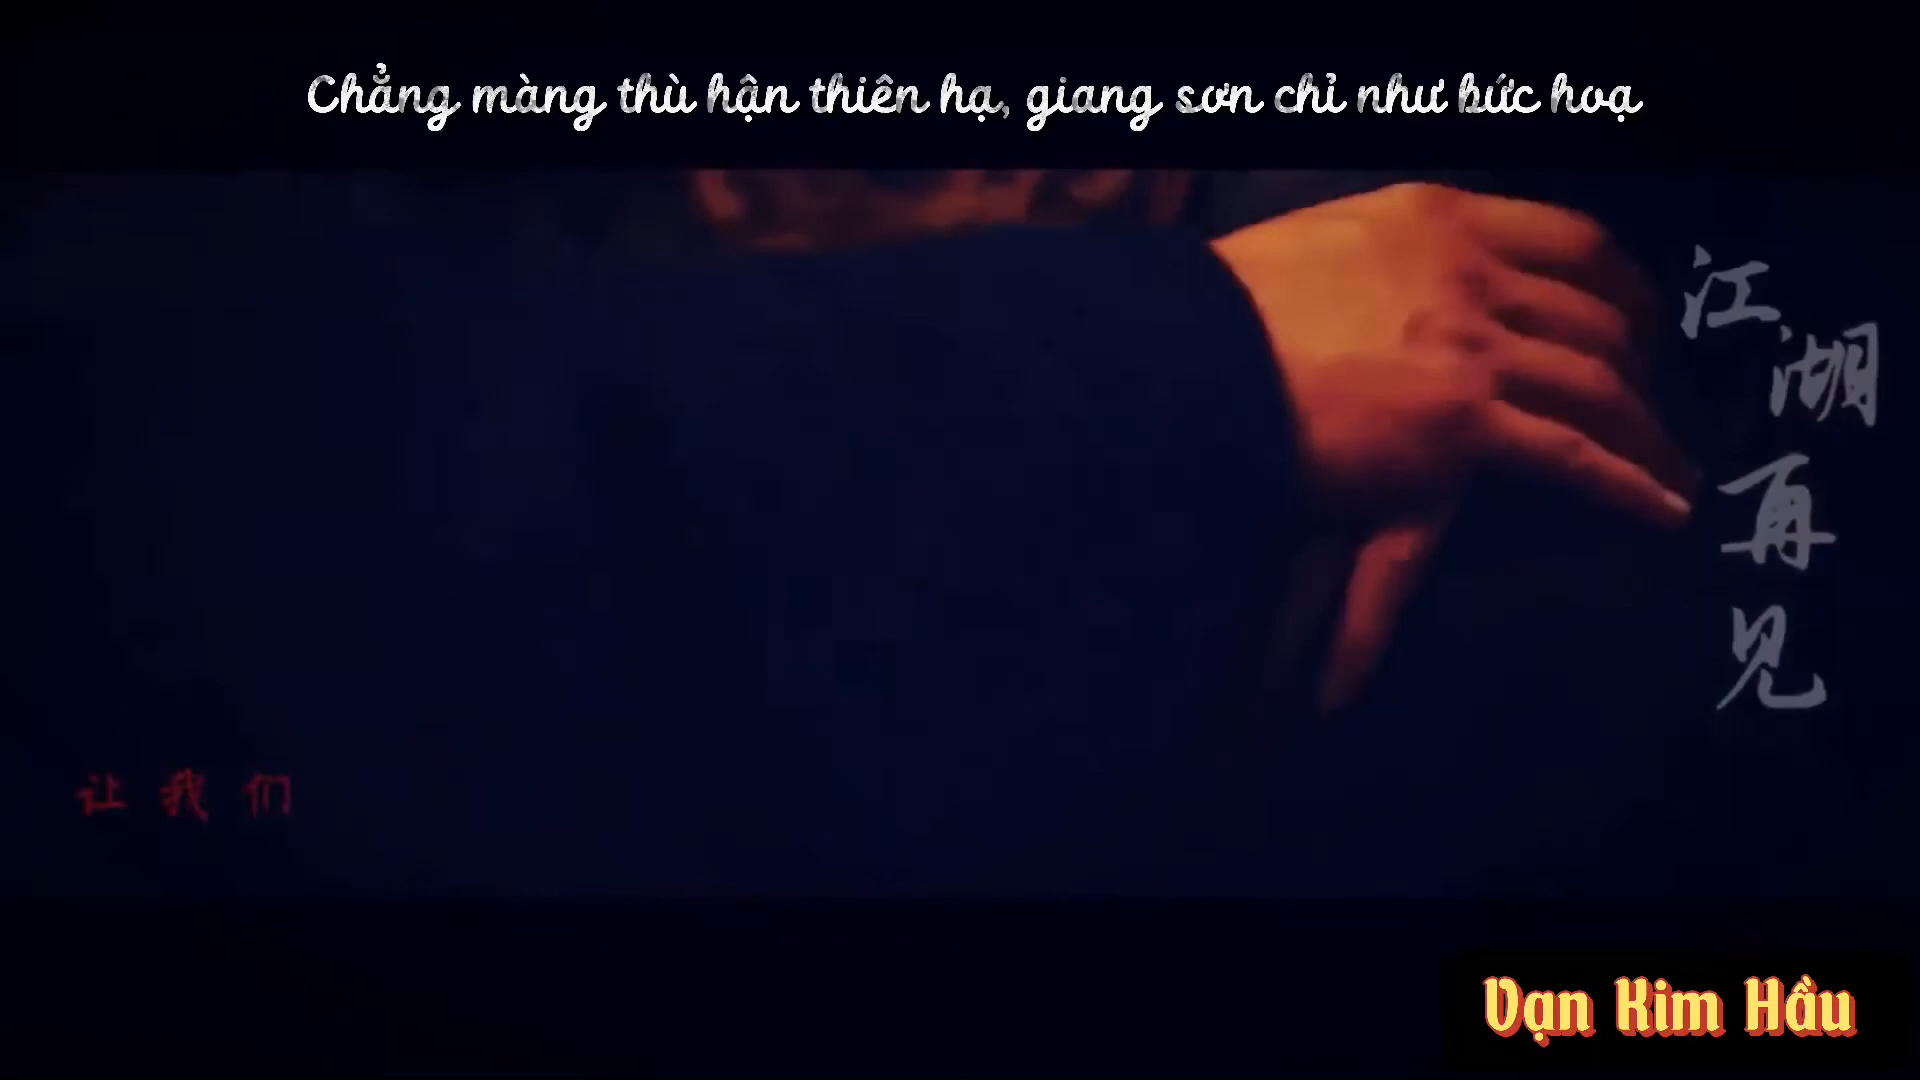 Chẳng màng thù hận thiên hạ, giang sơn chỉ như bức hoạ
江湖再见
让我们
Vạn Kim Hầu